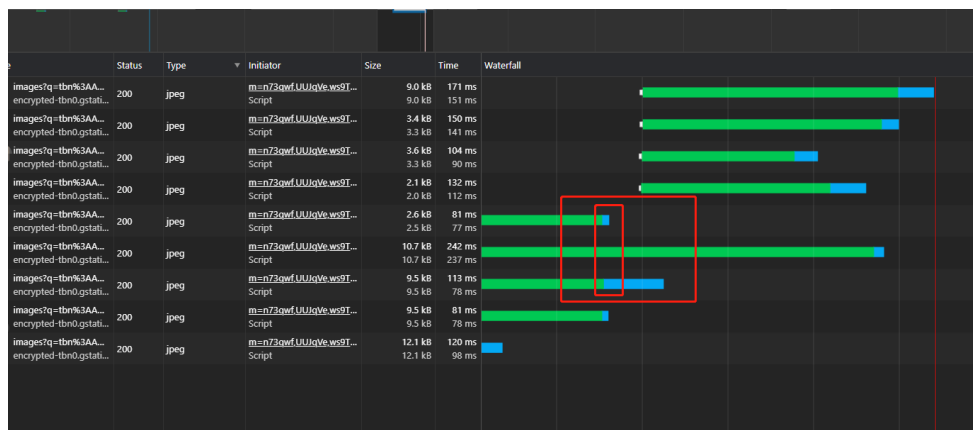 Status Type Initiator Size Time Waterfall
images?q=tbn%3AA... 200 jpeg m=n73qwf,UUJqVe,ws9T... 9.0 kB 171 ms
encrypted-tbn0.gstati... Script 9.0 kB 151 ms
images?q=tbn%3AA... 200 jpeg m=n73qwf,UUJqVe,ws9T... 3.4 kB 150 ms
encrypted-tbn0.gstati... Script 3.3 kB 141 ms
images?q=tbn%3AA... 200 jpeg m=n73qwf,UUJqVe,ws9T... 3.6 kB 104 ms
encrypted-tbn0.gstati... Script 3.3 kB 90 ms
images?q=tbn%3AA... 200 jpeg m=n73qwf,UUJqVe,ws9T... 2.1 kB 132 ms
encrypted-tbn0.gstati... Script 2.0 kB 112 ms
images?q=tbn%3AA... 200 jpeg m=n73qwf,UUJqVe,ws9T... 2.6 kB 81 ms
encrypted-tbn0.gstati... Script 2.5 kB 77 ms
images?q=tbn%3AA... 200 jpeg m=n73qwf,UUJqVe,ws9T... 10.7 kB 242 ms
encrypted-tbn0.gstati... Script 10.7 kB 237 ms
images?q=tbn%3AA... 200 jpeg m=n73qwf,UUJqVe,ws9T... 9.5 kB 113 ms
encrypted-tbn0.gstati... Script 9.5 kB 78 ms
images?q=tbn%3AA... 200 jpeg m=n73qwf,UUJqVe,ws9T... 9.5 kB 81 ms
encrypted-tbn0.gstati... Script 9.5 kB 78 ms
images?q=tbn%3AA... 200 jpeg m=n73qwf,UUJqVe,ws9T... 12.1 kB 120 ms
encrypted-tbn0.gstati... Script 12.1 kB 98 ms